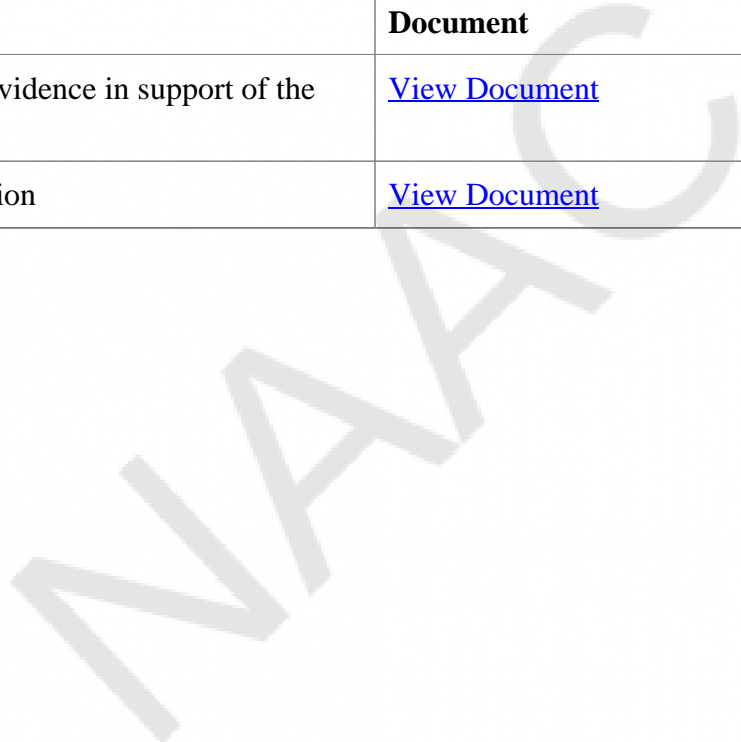 Document
vidence in support of the View Document
ion View Document
NAAC